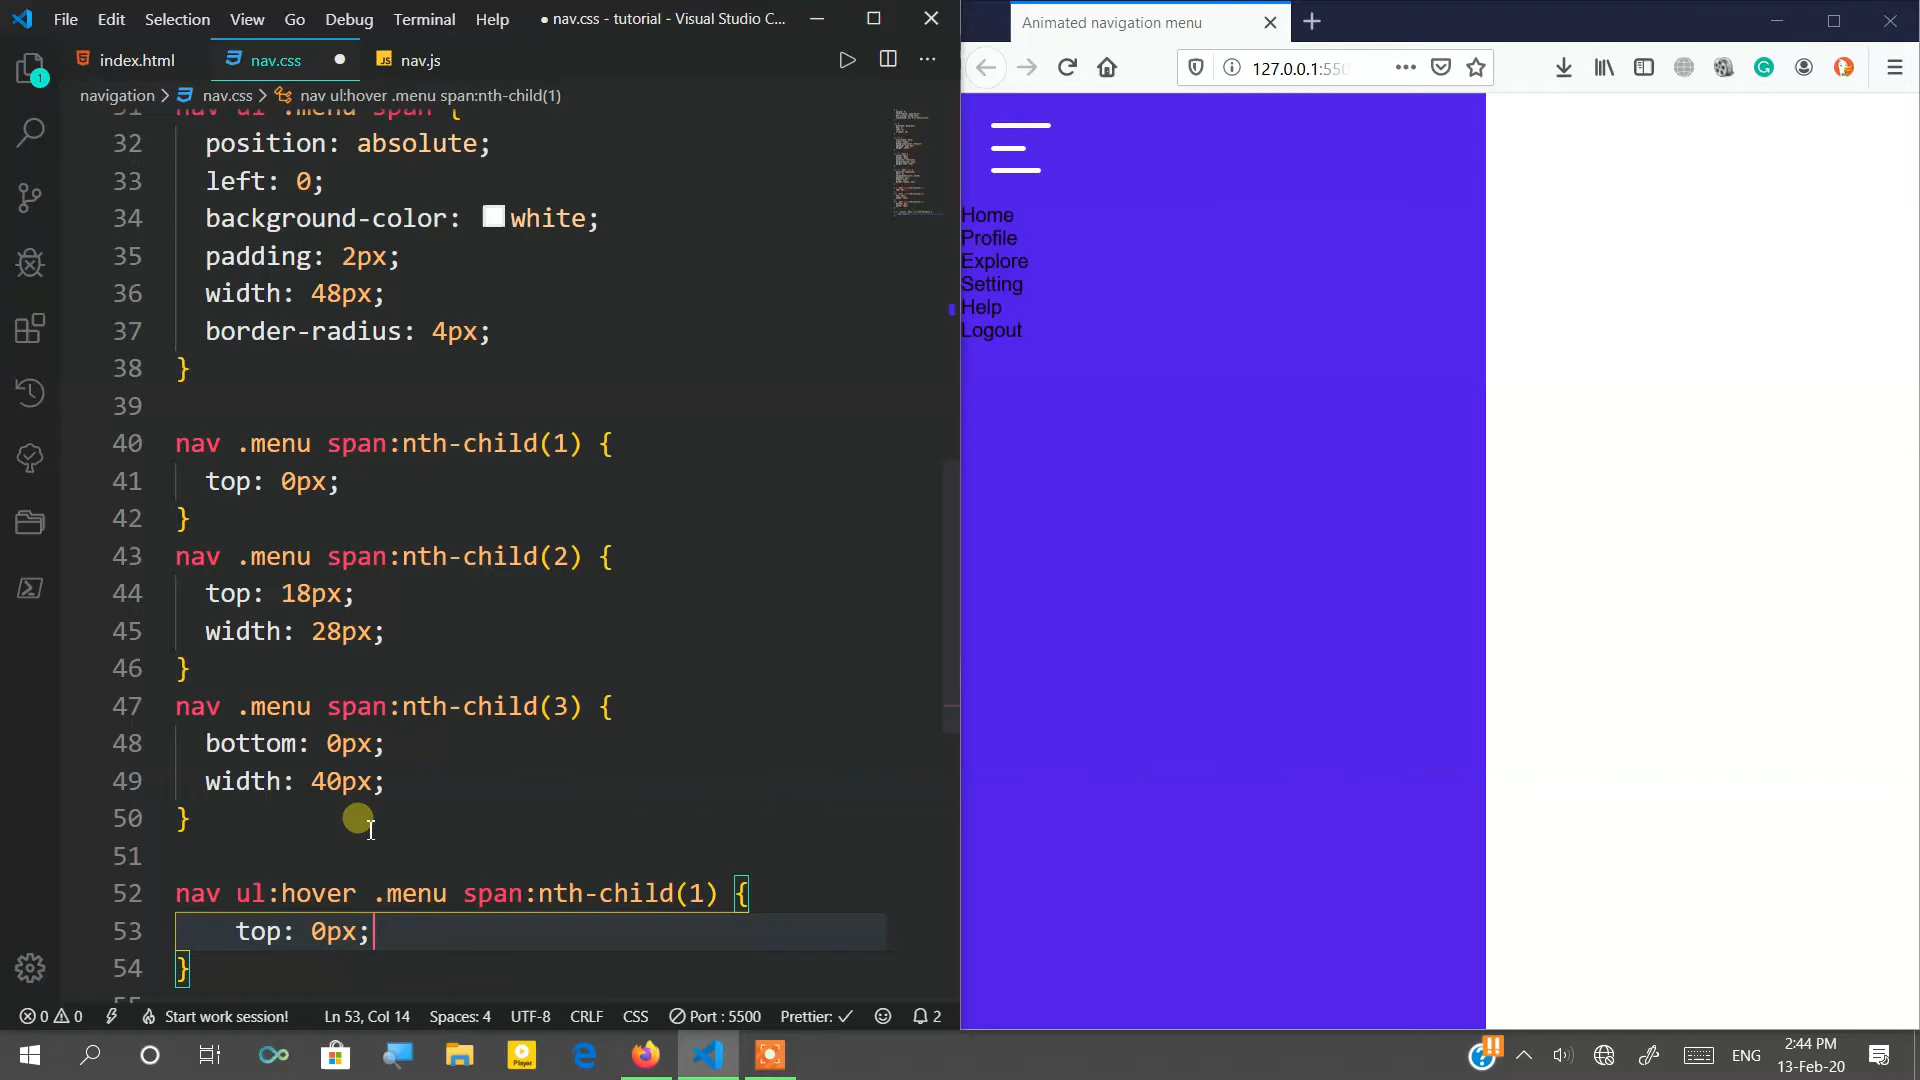 File Edit Selection View Go Debug Terminal Help ● nav.css - tutorial - Visual Studio C...
index.html nav.css nav.js
navigation > nav.css > nav ul:hover .menu span:nth-child(1)
31 nav ul .menu span {
32 position: absolute;
33 left: 0;
34 background-color: white;
35 padding: 2px;
36 width: 48px;
37 border-radius: 4px;
38 }
39
40 nav .menu span:nth-child(1) {
41 top: 0px;
42 }
43 nav .menu span:nth-child(2) {
44 top: 18px;
45 width: 28px;
46 }
47 nav .menu span:nth-child(3) {
48 bottom: 0px;
49 width: 40px;
50 }
51
52 nav ul:hover .menu span:nth-child(1) {
53 top: 0px;
54 }
55
0 0 Start work session! Ln 53, Col 14 Spaces: 4 UTF-8 CRLF CSS Port : 5500 Prettier: ✓ 2
Animated navigation menu
127.0.0.1:550
Home
Profile
Explore
Setting
Help
Logout
ENG
2:44 PM
13-Feb-20